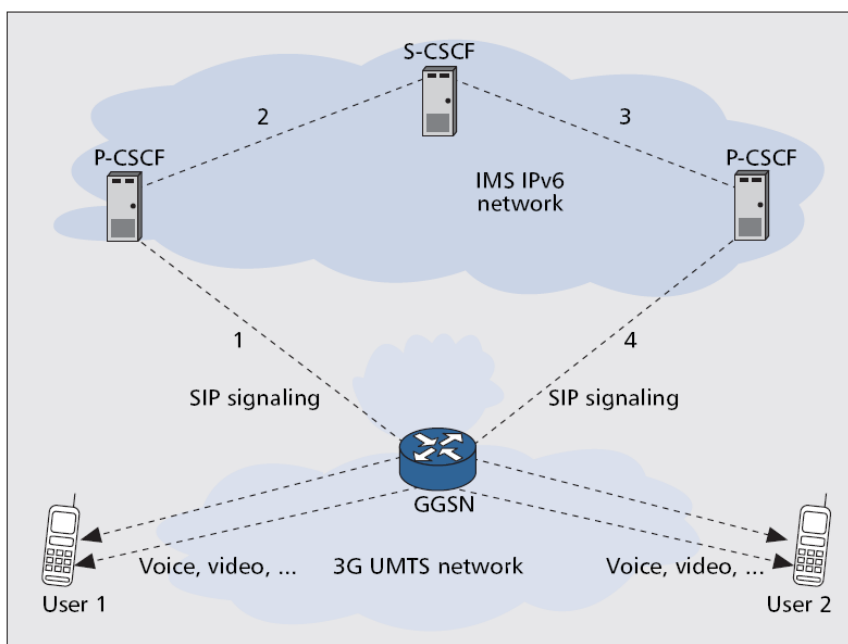 S-CSCF
2
3
P-CSCF
P-CSCF
IMS IPv6
network
1
4
SIP signaling
SIP signaling
GGSN
Voice, video, ...
3G UMTS network
Voice, video, ...
User 1
User 2